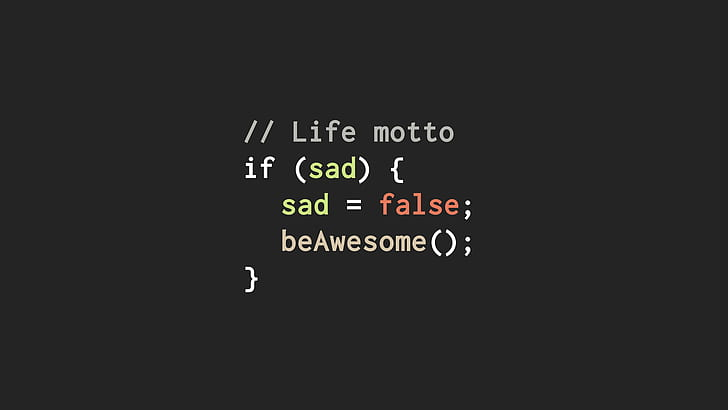 // Life motto
if (sad) {
sad = false;
beAwesome();
}